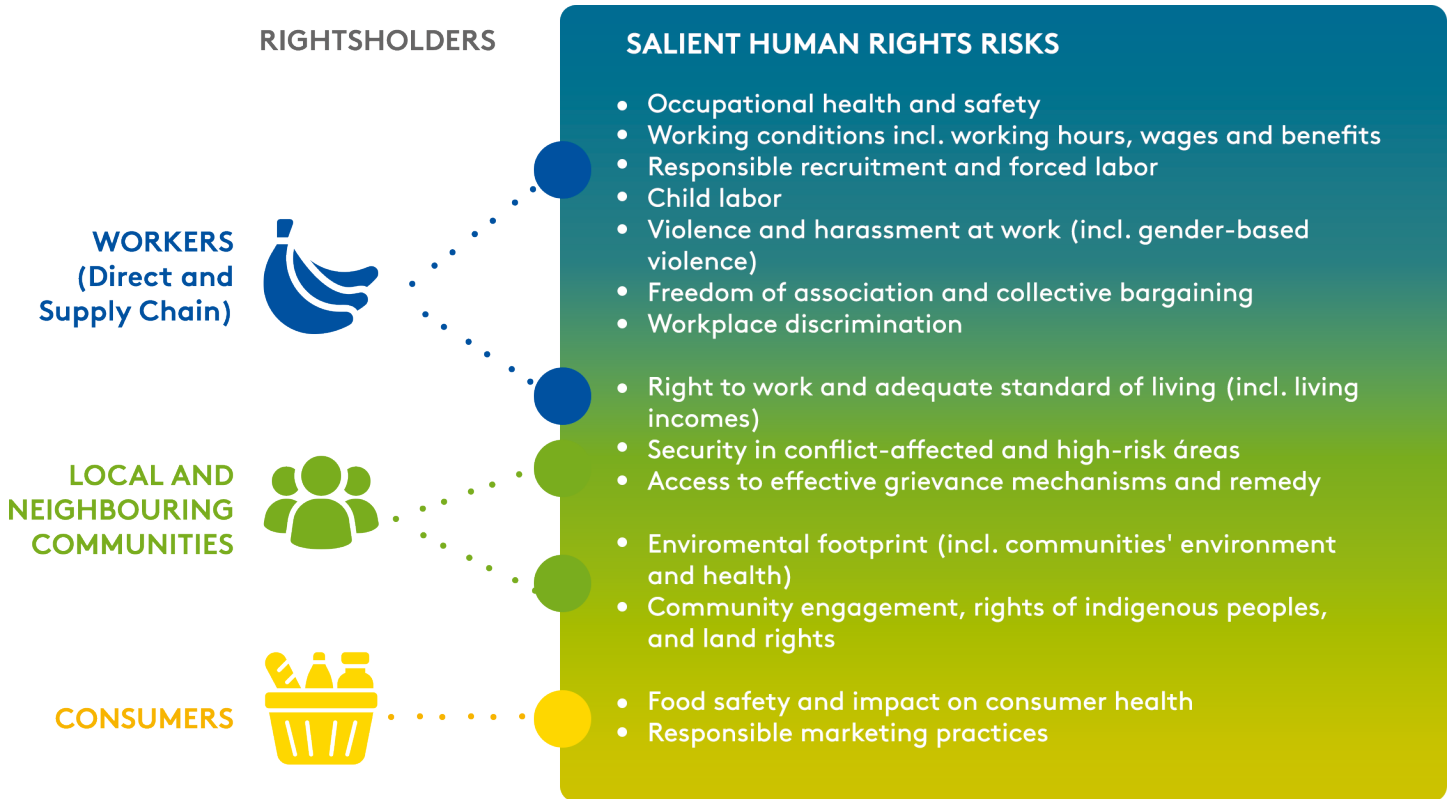 RIGHTSHOLDERS
SALIENT HUMAN RIGHTS RISKS
WORKERS
(Direct and
Supply Chain)
• Occupational health and safety
• Working conditions incl. working hours, wages and benefits
• Responsible recruitment and forced labor
• Child labor
• Violence and harassment at work (incl. gender-based
violence)
• Freedom of association and collective bargaining
• Workplace discrimination
• Right to work and adequate standard of living (incl. living
incomes)
• Security in conflict-affected and high-risk áreas
• Access to effective grievance mechanisms and remedy
LOCAL AND
NEIGHBOURING
COMMUNITIES
• Enviromental footprint (incl. communities' environment
and health)
• Community engagement, rights of indigenous peoples,
and land rights
CONSUMERS
• Food safety and impact on consumer health
• Responsible marketing practices